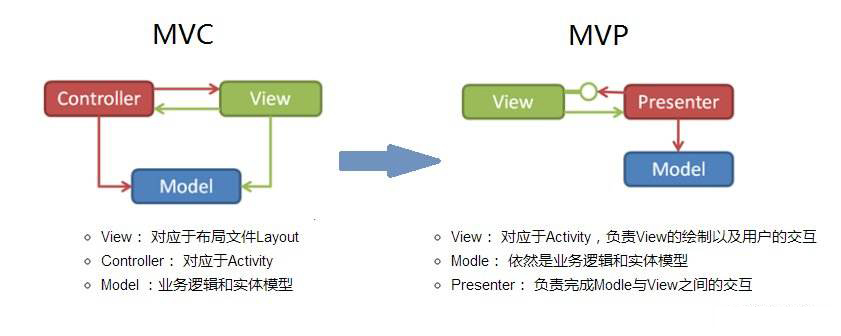 MVC
MVP
Controller
View
Model
View
Presenter
Model
View： 对应于布局文件Layout
Controller： 对应于Activity
Model ：业务逻辑和实体模型
View： 对应于Activity，负责View的绘制以及用户的交互
Modle： 依然是业务逻辑和实体模型
Presenter： 负责完成Modle与View之间的交互